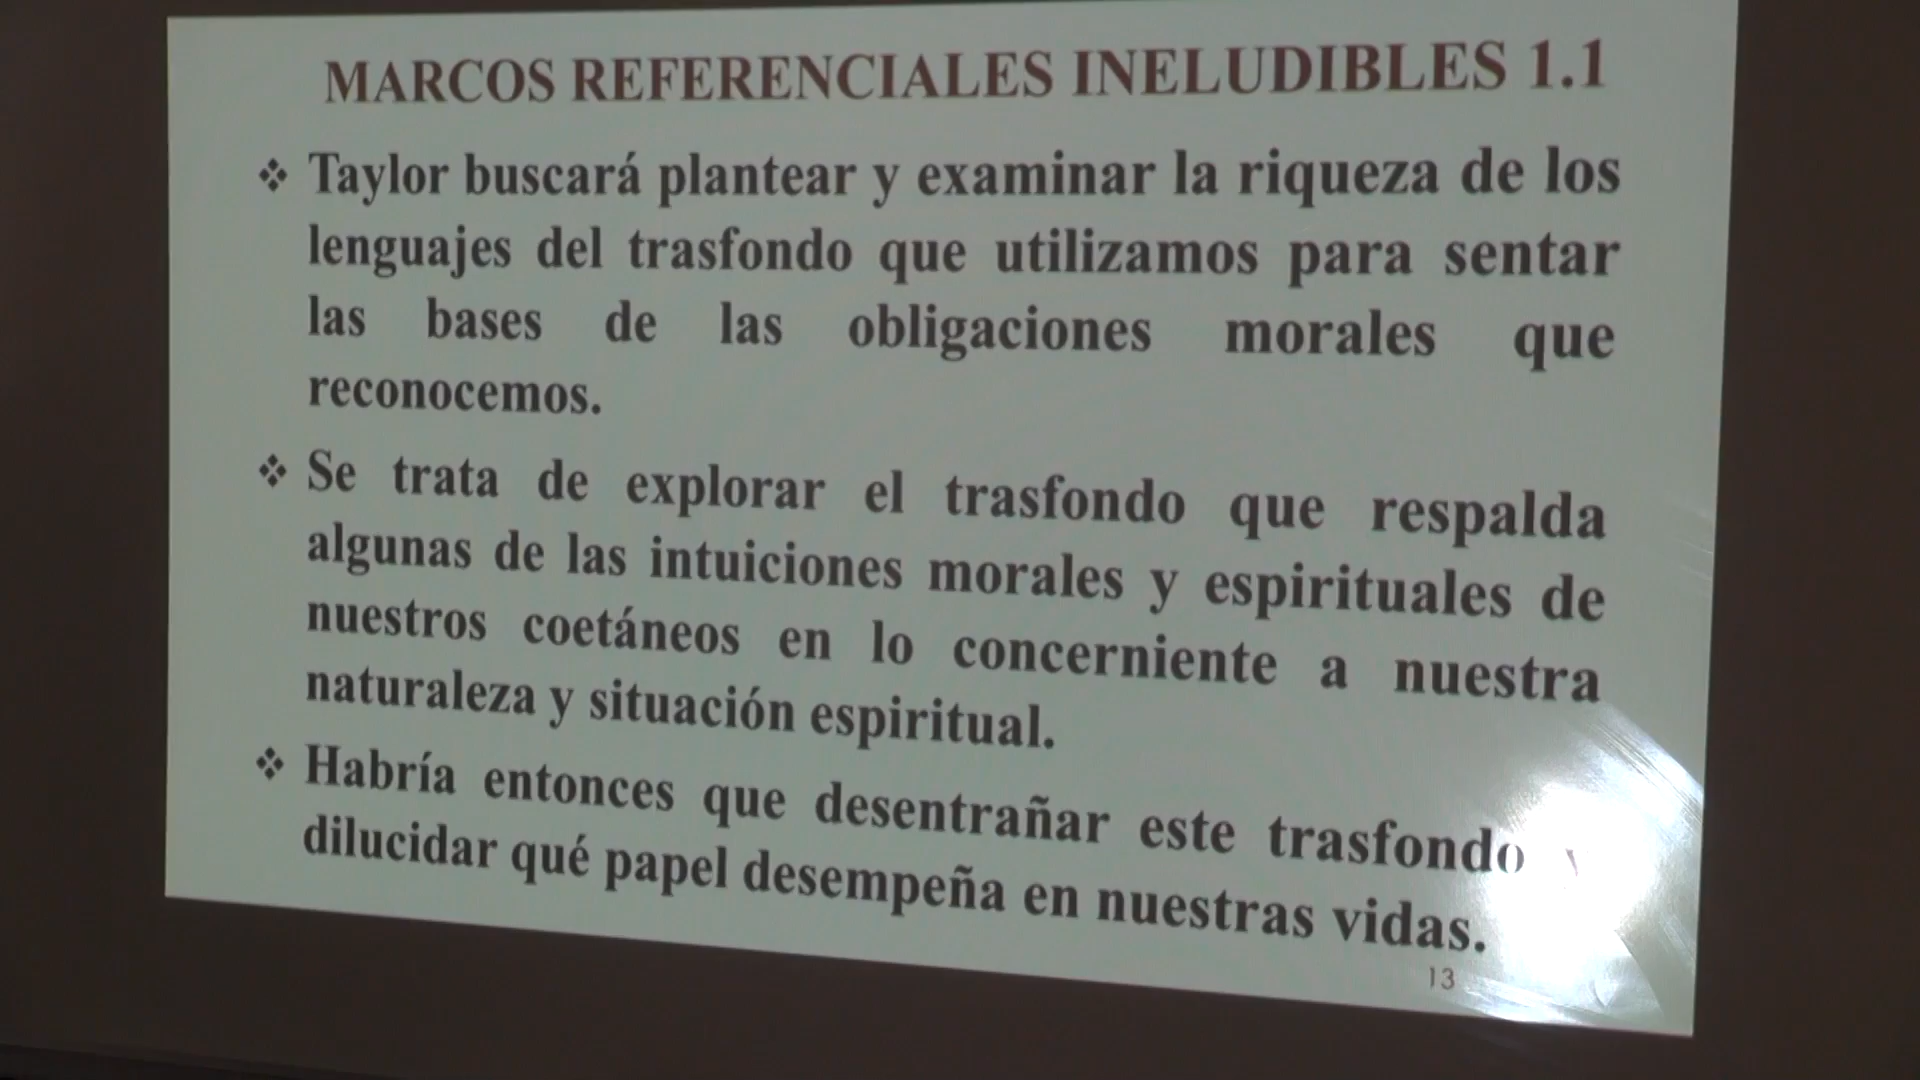 MARCOS REFERENCIALES INELUDIBLES 1.1
❖ Taylor buscará plantear y examinar la riqueza de los
lenguajes del trasfondo que utilizamos para sentar
las bases de las obligaciones morales que
reconocemos.
❖ Se trata de explorar el trasfondo que respalda
algunas de las intuiciones morales y espirituales de
nuestros coetáneos en lo concerniente a nuestra
naturaleza y situación espiritual.
❖ Habría entonces que desentrañar este trasfondo y
dilucidar qué papel desempeña en nuestras vidas.
13